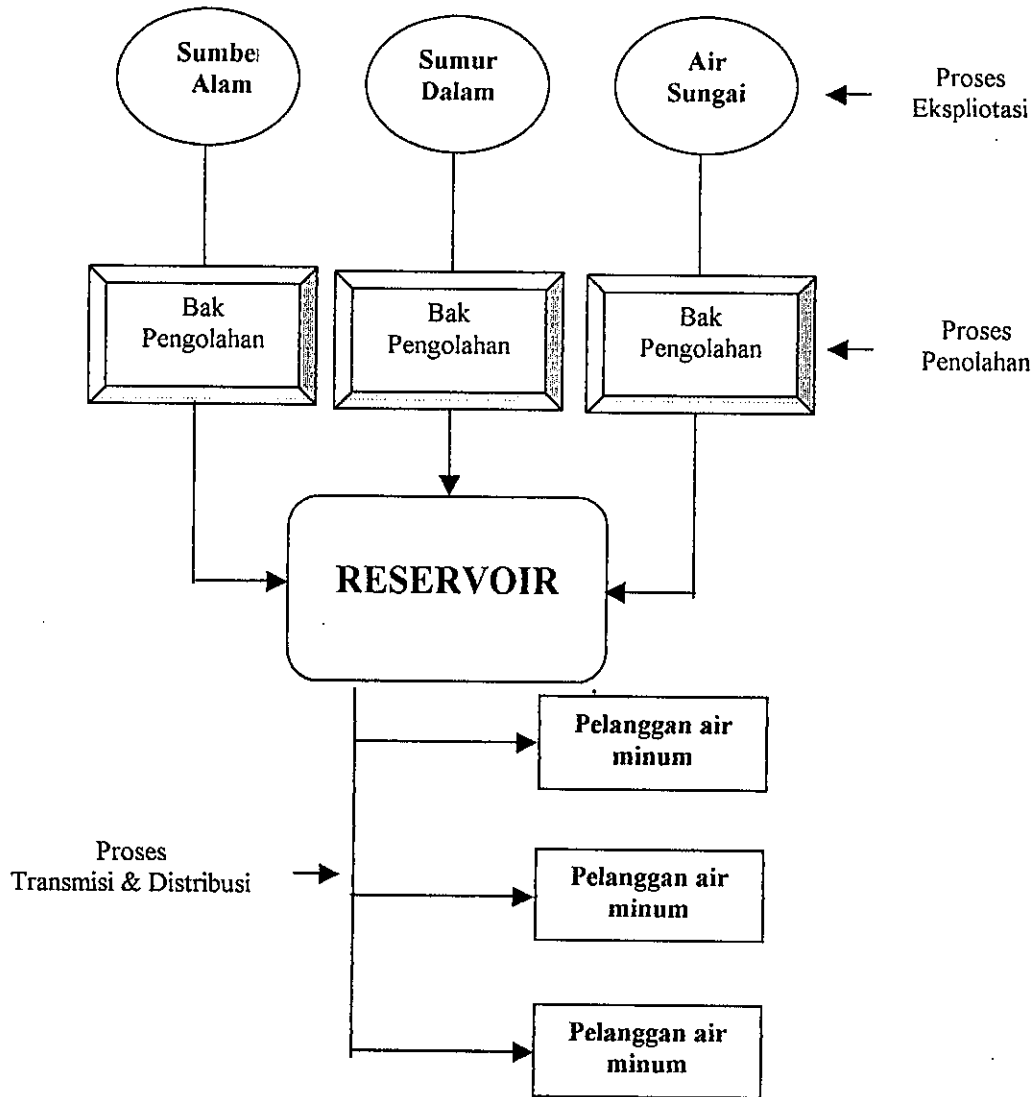 Sumber
Alam
Sumur
Dalam
Air
Sungai
Proses
Ekspliotasi
Bak
Pengolahan
Bak
Pengolahan
Bak
Pengolahan
Proses
Penolahan
RESERVOIR
Pelanggan air
minum
Proses
Transmisi & Distribusi
Pelanggan air
minum
Pelanggan air
minum